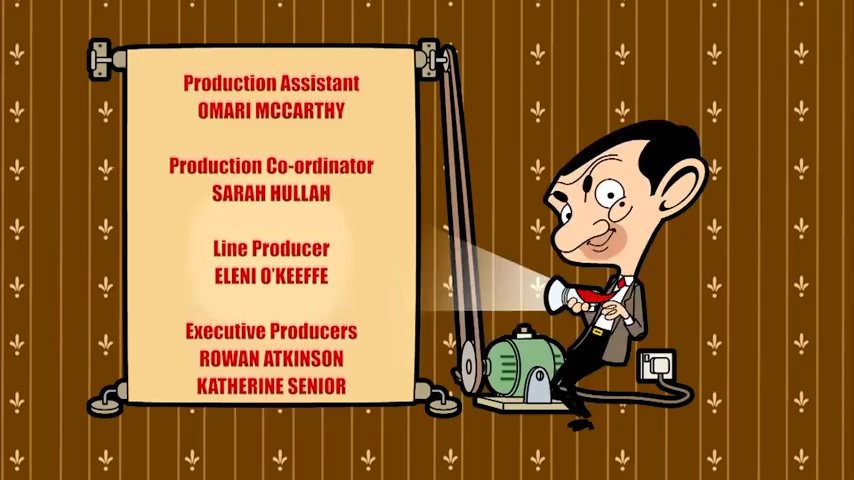 Production Assistant
OMARI MCCARTHY
Production Co-ordinator
SARAH HULLAH
Line Producer
ELENI O'KEEFFE
Executive Producers
ROWAN ATKINSON
KATHERINE SENIOR